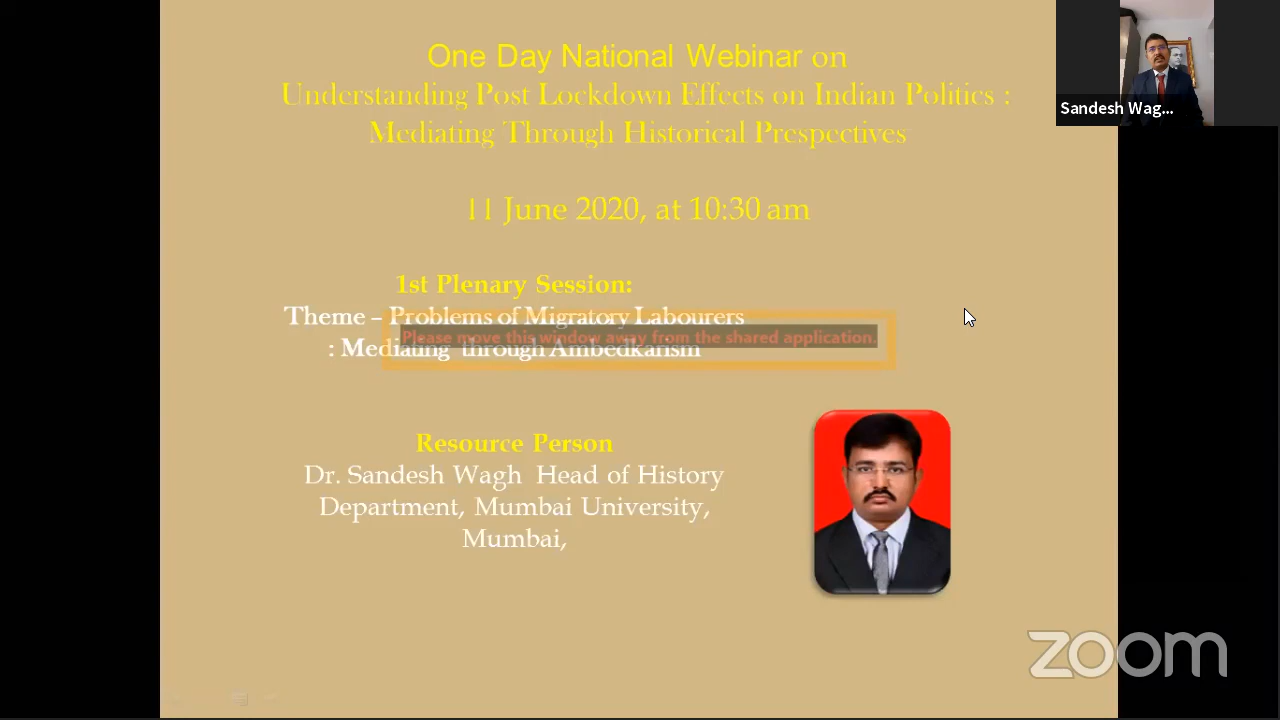 One Day National Webinar on
Understanding Post Lockdown Effects on Indian Politics :
Mediating Through Historical Prespectives
Sandesh Wag...
11 June 2020, at 10:30 am
1st Plenary Session:
Theme – Problems of Migratory Labourers
Please move this window away from the shared application.
: Mediating through Ambedkarism
Resource Person
Dr. Sandesh Wagh Head of History
Department, Mumbai University,
Mumbai,
zoom